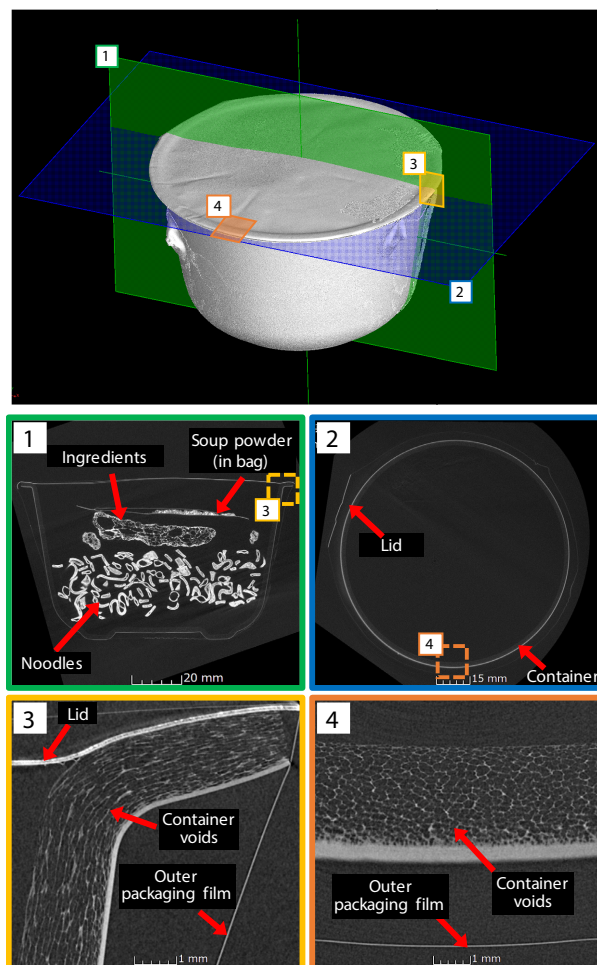 1
3
4
2
1
Soup powder
(in bag)
Ingredients
3
Noodles
20 mm
2
Lid
4
Container
15 mm
3
Lid
Container
voids
Outer
packaging film
1 mm
4
Outer
packaging film
Container
voids
1 mm